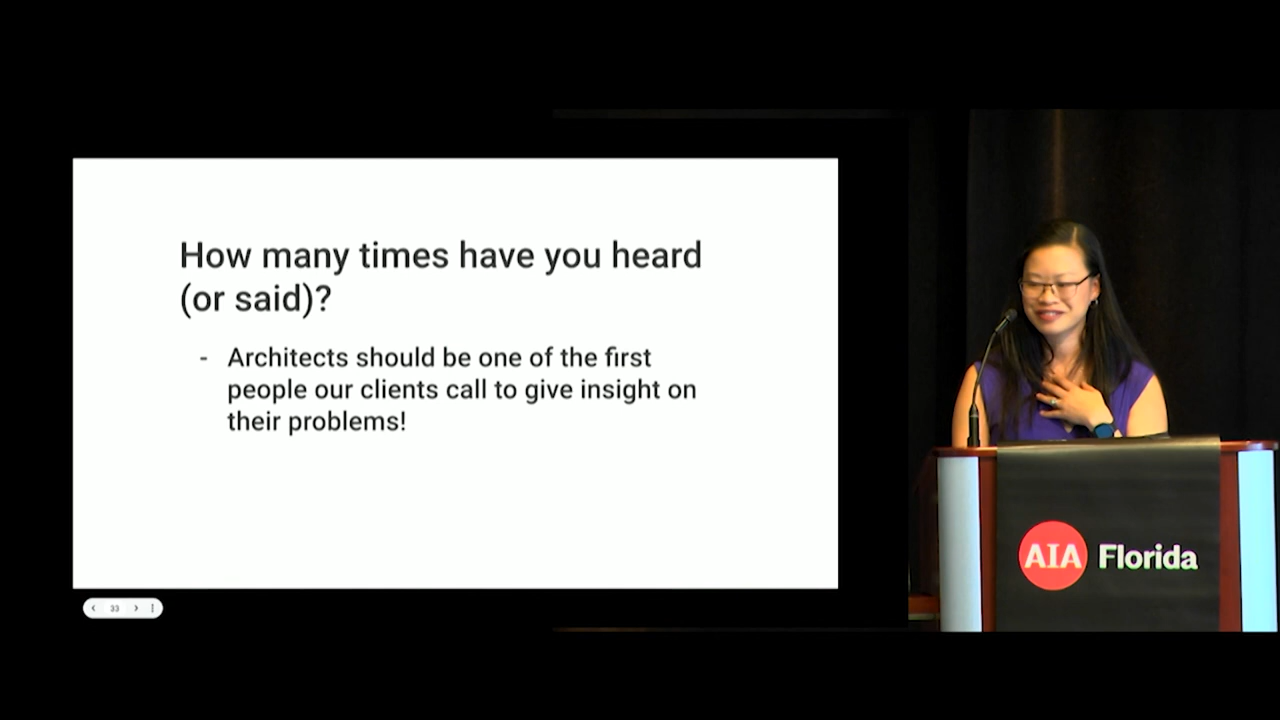 How many times have you heard
(or said)?
- Architects should be one of the first
people our clients call to give insight on
their problems!
33
AIA Florida